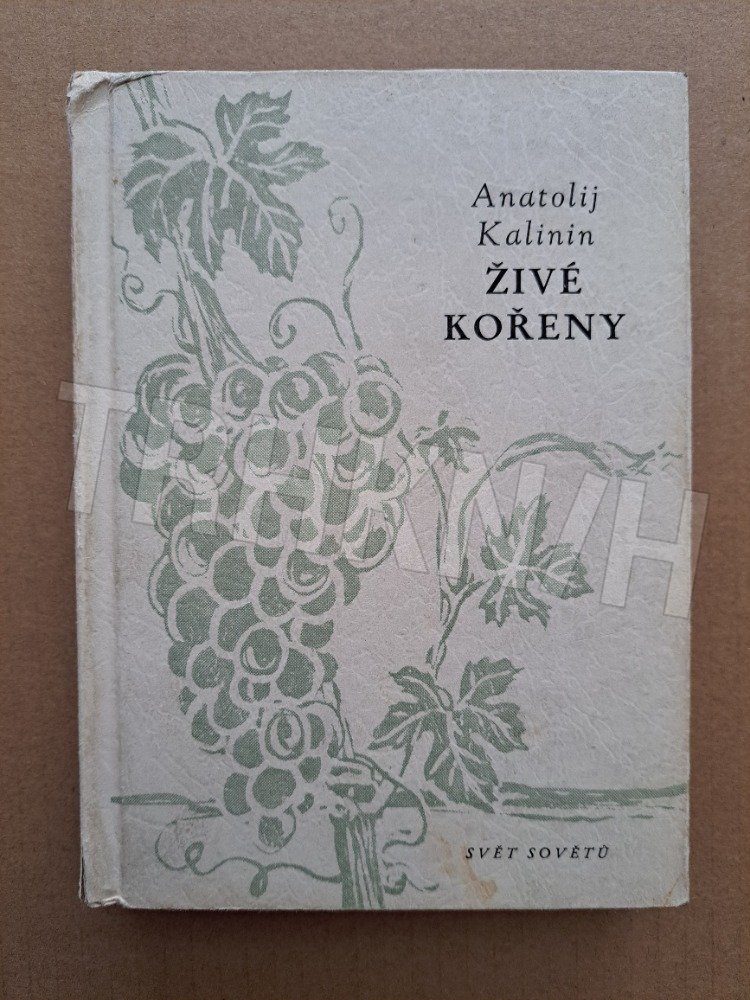 Anatolij
Kalinin
ŽIVÉ
KOŘENY
SVĚT SOVĚTŮ